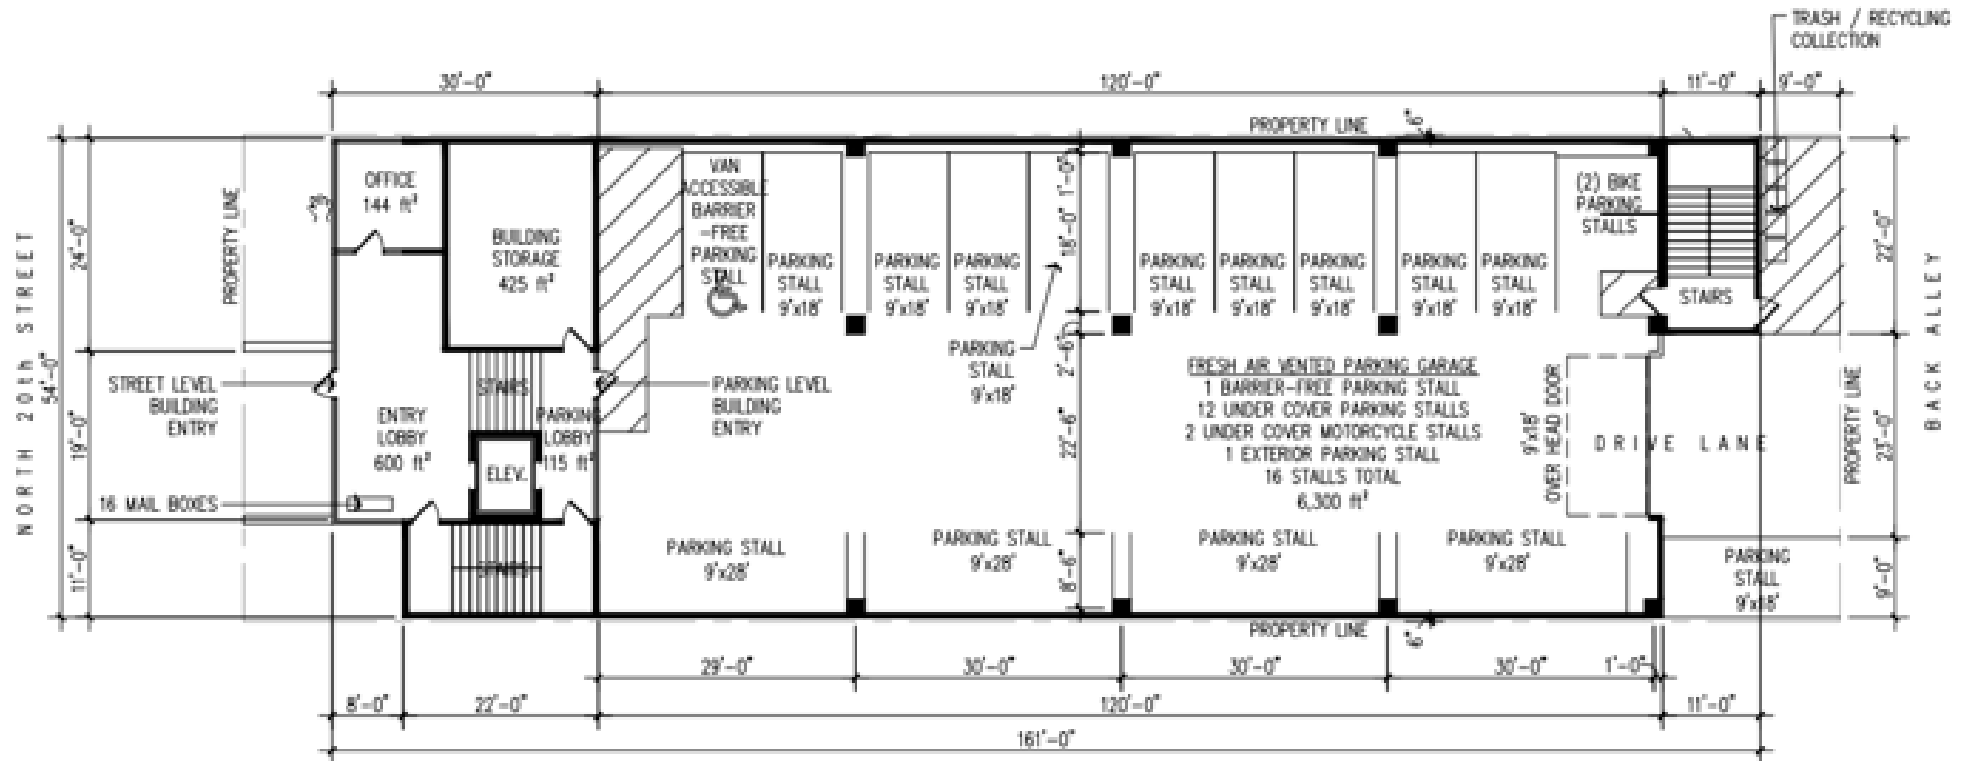 TRASH / RECYCLING
COLLECTION
30'-0"
120'-0"
11'-0"
9'-0"
PROPERTY LINE
6"
NORTH 20th STREET
54'-0"
24'-0"
19'-0"
11'-0"
PROPERTY LINE
OFFICE
144 ft²
BUILDING
STORAGE
425 ft²
VAN
ACCESSIBLE
BARRIER
-FREE
PARKING
STALL
PARKING
STALL
9'x18'
PARKING
STALL
9'x18'
PARKING
STALL
9'x18'
PARKING
STALL
9'x18'
1'-0"
18'-0"
2'-6"
22'-6"
8'-6"
PARKING
STALL
9'x18'
PARKING
STALL
9'x18'
PARKING
STALL
9'x18'
PARKING
STALL
9'x18'
PARKING
STALL
9'x18'
(2) BIKE
PARKING
STALLS
STAIRS
22'-0"
23'-0"
9'-0"
BACK ALLEY
PROPERTY LINE
STREET LEVEL
BUILDING
ENTRY
STAIRS
ENTRY
LOBBY
600 ft²
PARKING
LOBBY
115 ft²
ELEV.
16 MAIL BOXES
STAIRS
PARKING LEVEL
BUILDING
ENTRY
FRESH AIR VENTED PARKING GARAGE
1 BARRIER-FREE PARKING STALL
12 UNDER COVER PARKING STALLS
2 UNDER COVER MOTORCYCLE STALLS
1 EXTERIOR PARKING STALL
16 STALLS TOTAL
6,300 ft²
9'x18'
OVER HEAD DOOR
DRIVE LANE
PARKING STALL
9'x28'
PARKING STALL
9'x28'
PARKING STALL
9'x28'
PARKING STALL
9'x28'
PARKING
STALL
9'x18'
PROPERTY LINE
6"
29'-0"
30'-0"
30'-0"
30'-0"
1'-0"
8'-0"
22'-0"
120'-0"
11'-0"
161'-0"